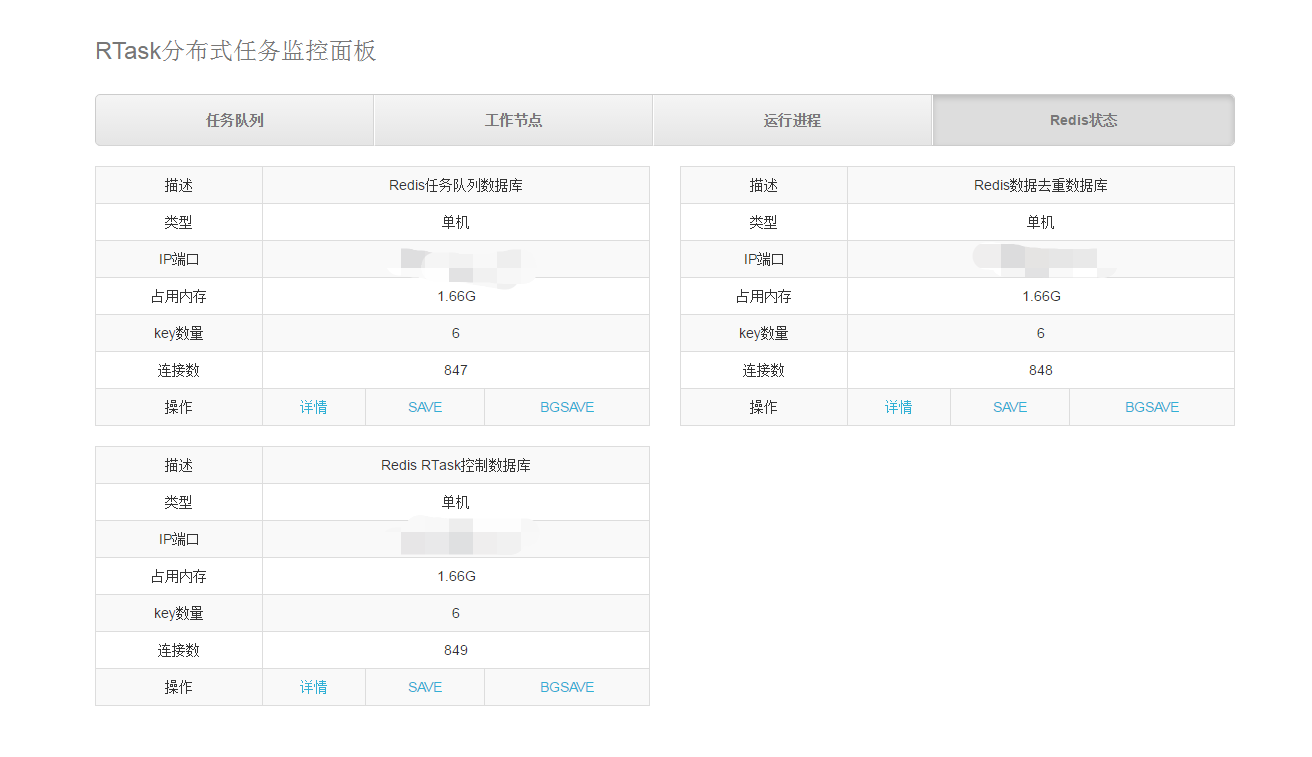 RTask分布式任务监控面板
任务队列 工作节点 运行进程 Redis状态
描述 Redis任务队列数据库
类型 单机
IP端口
占用内存 1.66G
key数量 6
连接数 847
操作 详情 SAVE BGSAVE
描述 Redis数据去重数据库
类型 单机
IP端口
占用内存 1.66G
key数量 6
连接数 848
操作 详情 SAVE BGSAVE
描述 Redis RTask控制数据库
类型 单机
IP端口
占用内存 1.66G
key数量 6
连接数 849
操作 详情 SAVE BGSAVE